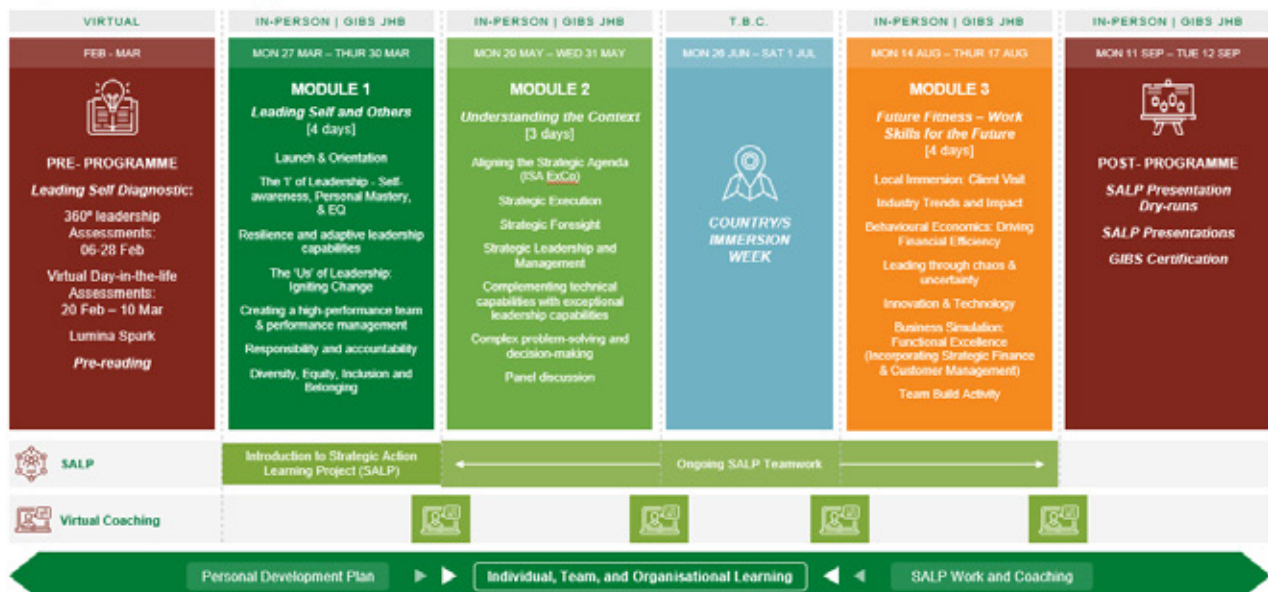 VIRTUAL
IN-PERSON | GIBS JHB
IN-PERSON | GIBS JHB
T.B.C.
IN-PERSON | GIBS JHB
IN-PERSON | GIBS JHB
FEB - MAR
PRE- PROGRAMME
Leading Self Diagnostic:
360º leadership
Assessments:
06-28 Feb
Virtual Day-in-the-life
Assessments:
20 Feb – 10 Mar
Lumina Spark
Pre-reading
MON 27 MAR – THUR 30 MAR
MODULE 1
Leading Self and Others
[4 days]
Launch & Orientation
The 'I' of Leadership - Self-
awareness, Personal Mastery,
& EQ
Resilience and adaptive leadership
capabilities
The 'Us' of Leadership:
Igniting Change
Creating a high-performance team
& performance management
Responsibility and accountability
Diversity, Equity, Inclusion and
Belonging
MON 29 MAY – WED 31 MAY
MODULE 2
Understanding the Context
[3 days]
Aligning the Strategic Agenda
(ISA ExCo)
Strategic Execution
Strategic Foresight
Strategic Leadership and
Management
Complementing technical
capabilities with exceptional
leadership capabilities
Complex problem-solving and
decision-making
Panel discussion
MON 26 JUN – SAT 1 JUL
COUNTRY/S
IMMERSION
WEEK
MON 14 AUG – THUR 17 AUG
MODULE 3
Future Fitness – Work
Skills for the Future
[4 days]
Local Immersion: Client Visit
Industry Trends and Impact
Behavioural Economics: Driving
Financial Efficiency
Leading through chaos &
uncertainty
Innovation & Technology
Business Simulation:
Functional Excellence
(Incorporating Strategic Finance
& Customer Management)
Team Build Activity
MON 11 SEP – TUE 12 SEP
POST- PROGRAMME
SALP Presentation
Dry-runs
SALP Presentations
GIBS Certification
SALP
Introduction to Strategic Action
Learning Project (SALP)
Ongoing SALP Teamwork
Virtual Coaching
Personal Development Plan
Individual, Team, and Organisational Learning
SALP Work and Coaching